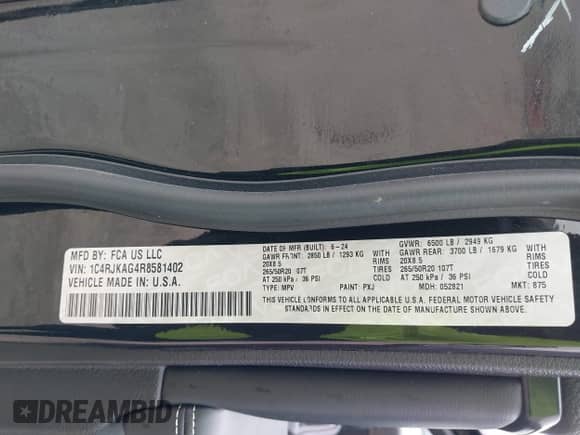 MFD BY: FCA US LLC
VIN: 1C4RJKAG4R8581402
VEHICLE MADE IN: U.S.A.
DATE OF MFR (BUILT): 6-24
GAWR FRONT: 2850 LB / 1293 KG WITH
20X8.5 RIMS
265/50R20 107T TIRES
AT 250 kPa / 36 PSI COLD
TYPE: MPV PAINT: PXJ
GVWR: 6500 LB / 2949 KG
GAWR REAR: 3700 LB / 1679 KG WITH
20X8.5 RIMS
265/50R20 107T TIRES
AT 250 kPa / 36 PSI COLD
MDH: 052821 MKT: 875
THIS VEHICLE CONFORMS TO ALL APPLICABLE U.S.A. FEDERAL MOTOR VEHICLE SAFETY
STANDARDS IN EFFECT ON THE DATE OF MANUFACTURE SHOWN ABOVE.
DREAMBID